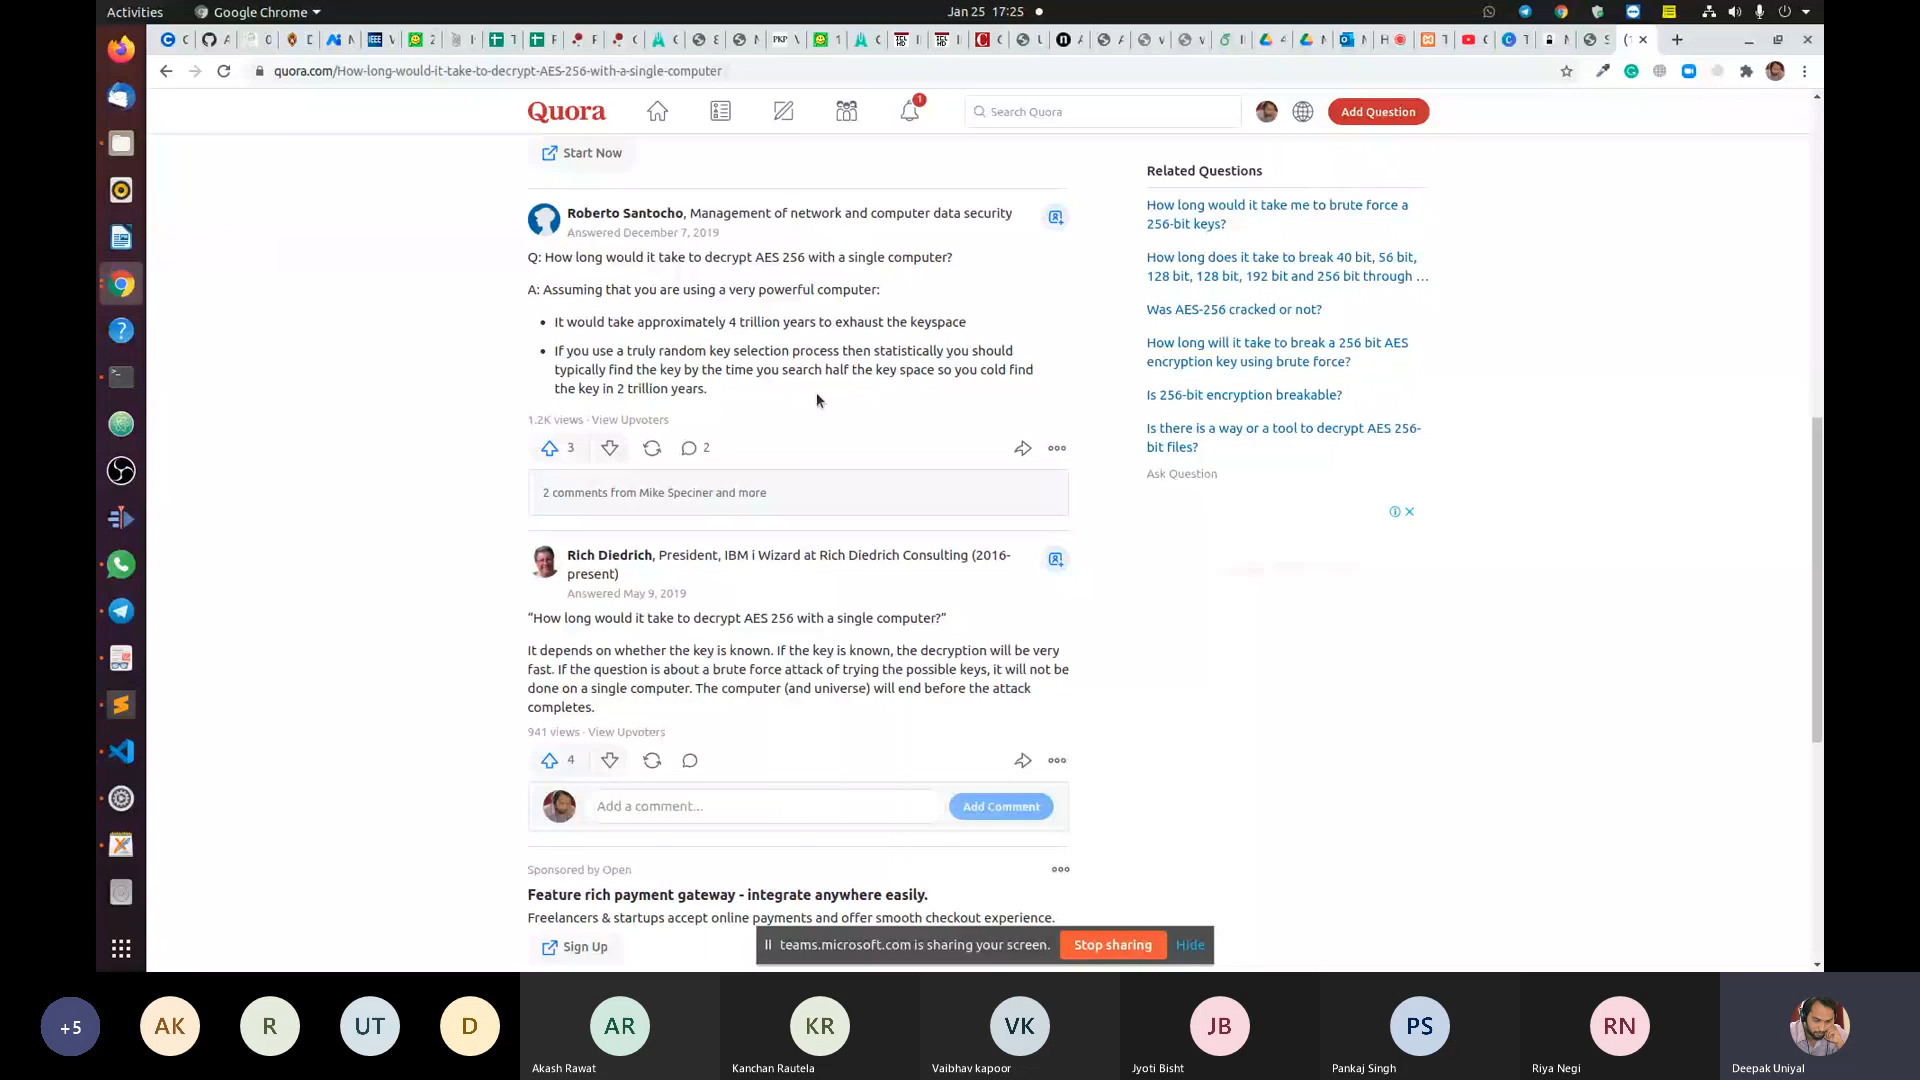 Activities
Google Chrome
Jan 25 17:25
quora.com/How-long-would-it-take-to-decrypt-AES-256-with-a-single-computer
Quora
1
Search Quora
Add Question
Start Now
Roberto Santocho, Management of network and computer data security
Answered December 7, 2019
Q: How long would it take to decrypt AES 256 with a single computer?
A: Assuming that you are using a very powerful computer:
• It would take approximately 4 trillion years to exhaust the keyspace
• If you use a truly random key selection process then statistically you should
typically find the key by the time you search half the key space so you cold find
the key in 2 trillion years.
1.2K views · View Upvoters
3
2
2 comments from Mike Speciner and more
Rich Diedrich, President, IBM i Wizard at Rich Diedrich Consulting (2016-
present)
Answered May 9, 2019
“How long would it take to decrypt AES 256 with a single computer?”
It depends on whether the key is known. If the key is known, the decryption will be very
fast. If the question is about a brute force attack of trying the possible keys, it will not be
done on a single computer. The computer (and universe) will end before the attack
completes.
941 views · View Upvoters
4
Add a comment...
Add Comment
Sponsored by Open
Feature rich payment gateway - integrate anywhere easily.
Freelancers & startups accept online payments and offer smooth checkout experience.
Sign Up
Related Questions
How long would it take me to brute force a
256-bit keys?
How long does it take to break 40 bit, 56 bit,
128 bit, 128 bit, 192 bit and 256 bit through ...
Was AES-256 cracked or not?
How long will it take to break a 256 bit AES
encryption key using brute force?
Is 256-bit encryption breakable?
Is there a way or a tool to decrypt AES 256-
bit files?
Ask Question
teams.microsoft.com is sharing your screen.
Stop sharing
Hide
+5
AK
R
UT
D
AR
KR
VK
JB
PS
RN
Akash Rawat
Kanchan Rautela
Vaibhav kapoor
Jyoti Bisht
Pankaj Singh
Riya Negi
Deepak Uniyal